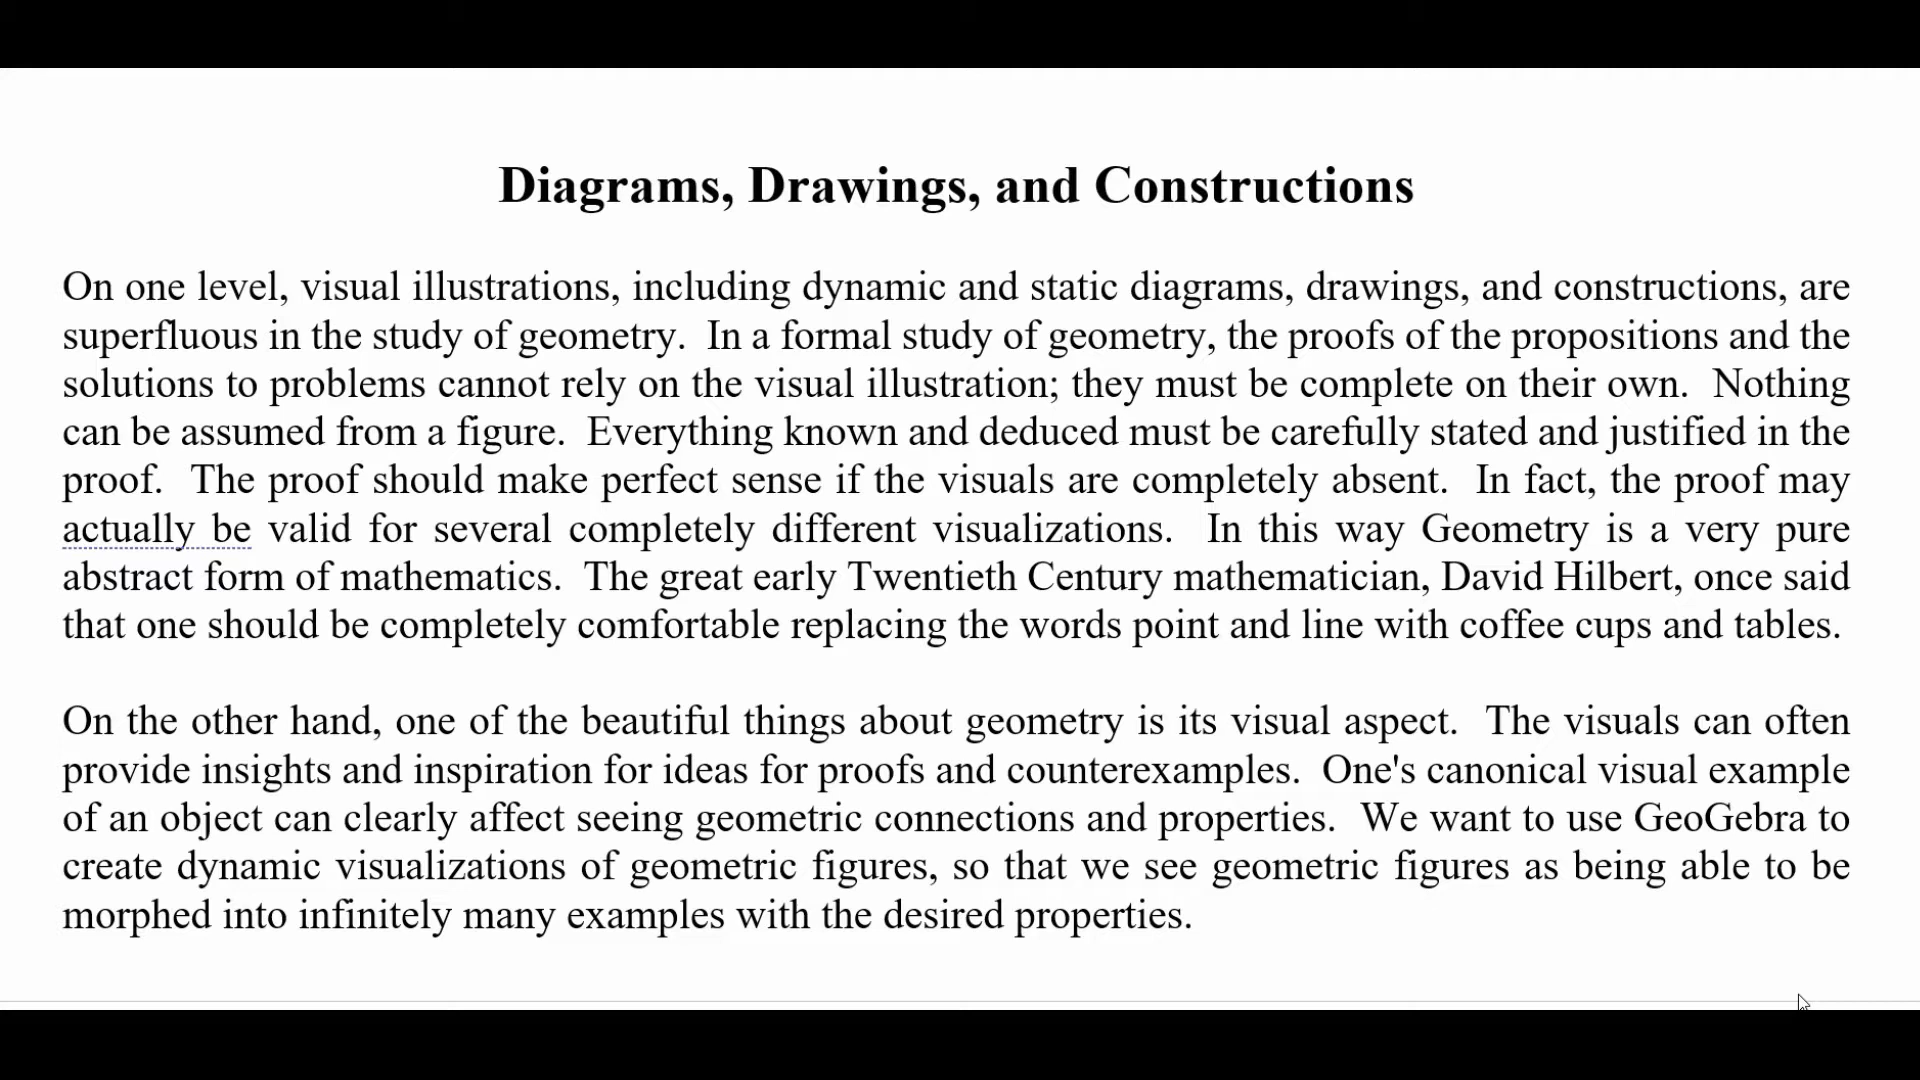 Diagrams, Drawings, and Constructions
On one level, visual illustrations, including dynamic and static diagrams, drawings, and constructions, are
superfluous in the study of geometry.  In a formal study of geometry, the proofs of the propositions and the
solutions to problems cannot rely on the visual illustration; they must be complete on their own.  Nothing
can be assumed from a figure.  Everything known and deduced must be carefully stated and justified in the
proof.  The proof should make perfect sense if the visuals are completely absent.  In fact, the proof may
actually be valid for several completely different visualizations.  In this way Geometry is a very pure
abstract form of mathematics.  The great early Twentieth Century mathematician, David Hilbert, once said
that one should be completely comfortable replacing the words point and line with coffee cups and tables.
On the other hand, one of the beautiful things about geometry is its visual aspect.  The visuals can often
provide insights and inspiration for ideas for proofs and counterexamples.  One's canonical visual example
of an object can clearly affect seeing geometric connections and properties.  We want to use GeoGebra to
create dynamic visualizations of geometric figures, so that we see geometric figures as being able to be
morphed into infinitely many examples with the desired properties.